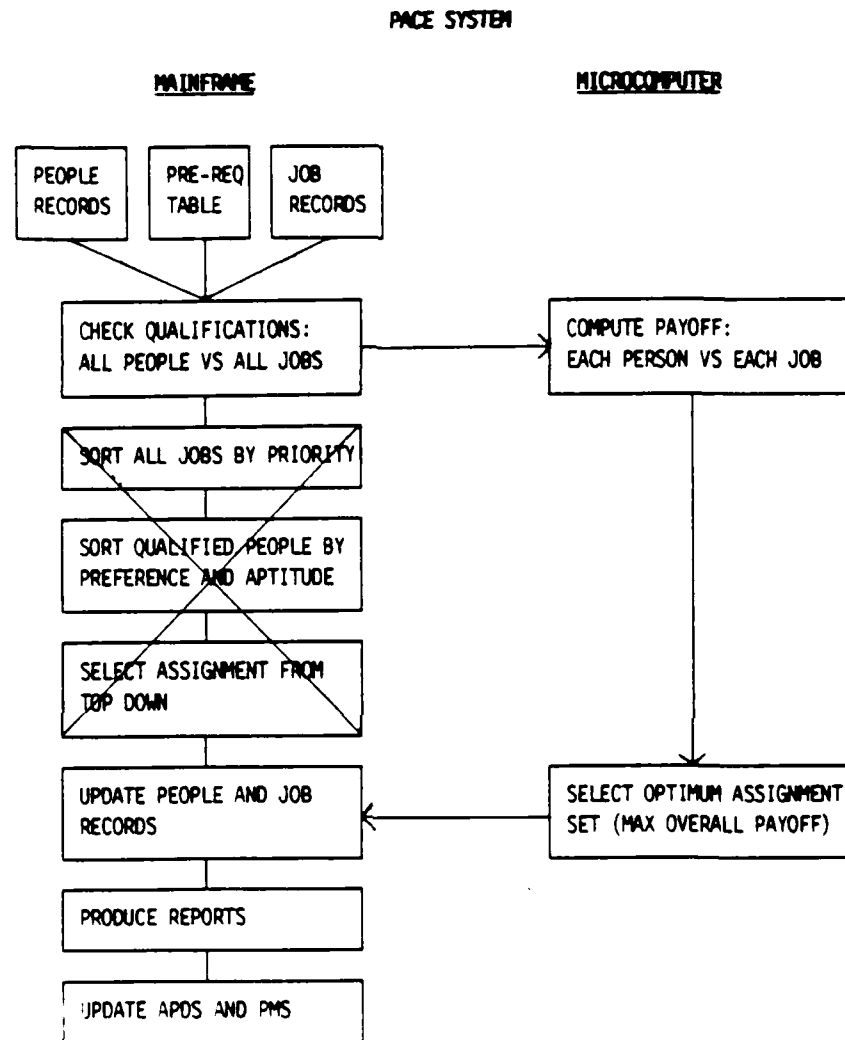 PACE SYSTEM
MAINFRAME
MICROCOMPUTER
PEOPLE
RECORDS
PRE-REQ
TABLE
JOB
RECORDS
CHECK QUALIFICATIONS:
ALL PEOPLE VS ALL JOBS
COMPUTE PAYOFF:
EACH PERSON VS EACH JOB
SORT ALL JOBS BY PRIORITY
SORT QUALIFIED PEOPLE BY
PREFERENCE AND APTITUDE
SELECT ASSIGNMENT FROM
TOP DOWN
UPDATE PEOPLE AND JOB
RECORDS
SELECT OPTIMUM ASSIGNMENT
SET (MAX OVERALL PAYOFF)
PRODUCE REPORTS
UPDATE APDS AND PMS